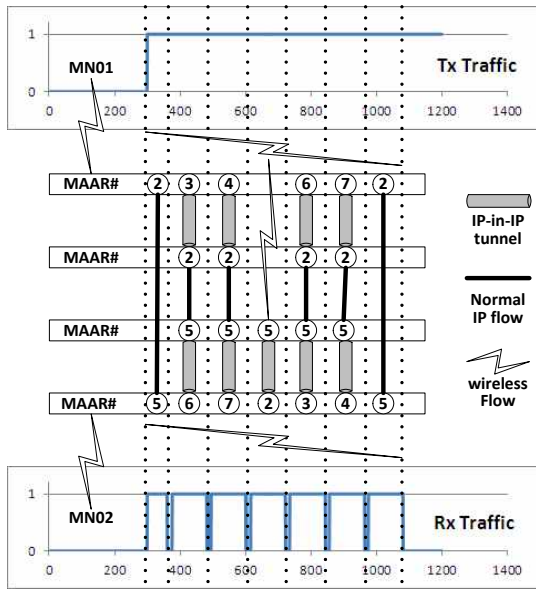 1
MN01
Tx Traffic
0
0 200 400 600 800 1000 1200 1400
MAAR# 2 3 4 6 7 2
IP-in-IP
tunnel
MAAR# 2 2 2 2
Normal
IP flow
MAAR# 5 5 5 5 5
wireless
Flow
MAAR# 5 6 7 2 3 4 5
1
MN02
Rx Traffic
0
0 200 400 600 800 1000 1200 1400